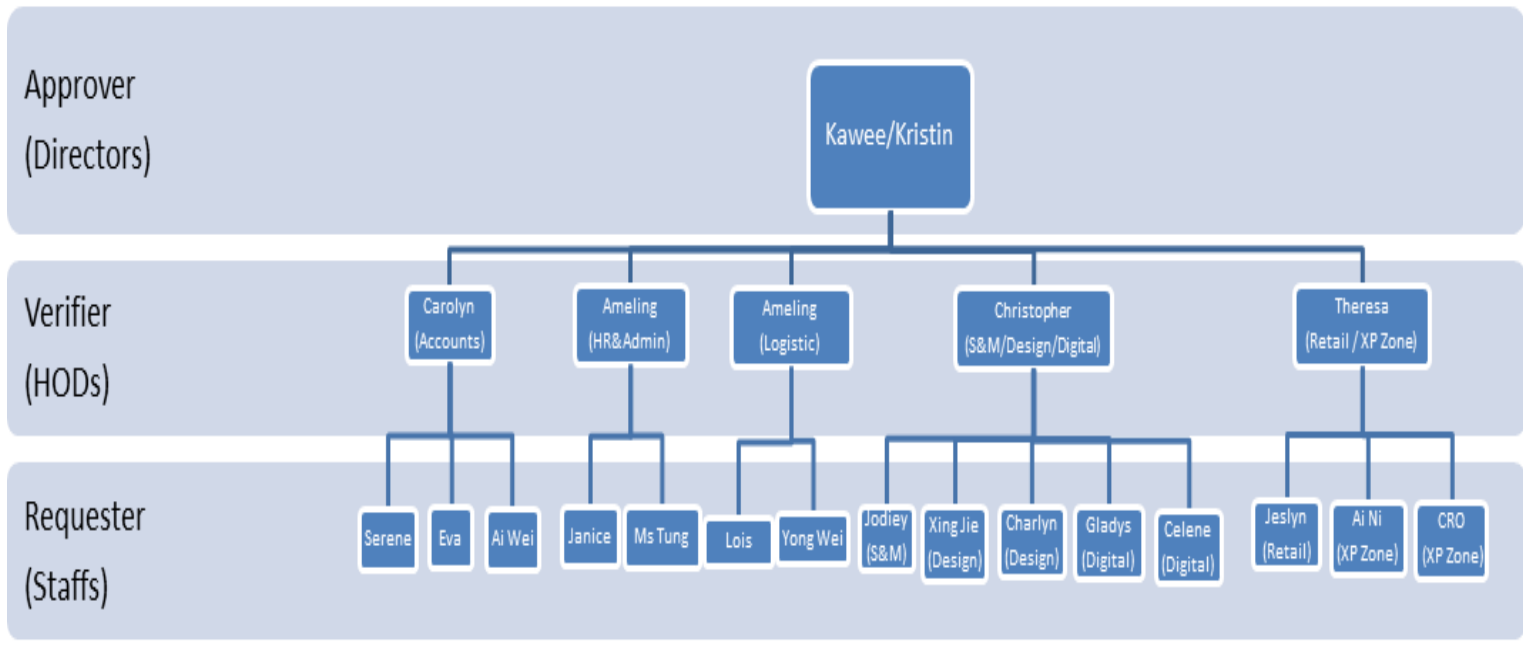 Approver
(Directors)
Kawee/Kristin
Verifier
(HODs)
Carolyn
(Accounts)
Ameling
(HR&Admin)
Ameling
(Logistic)
Christopher
(S&M/Design/Digital)
Theresa
(Retail / XP Zone)
Requester
(Staffs)
Serene
Eva
Ai Wei
Janice
Ms Tung
Lois
Yong Wei
Jodiey
(S&M)
Xing Jie
(Design)
Charlyn
(Design)
Gladys
(Digital)
Celene
(Digital)
Jeslyn
(Retail)
Ai Ni
(XP Zone)
CRO
(XP Zone)